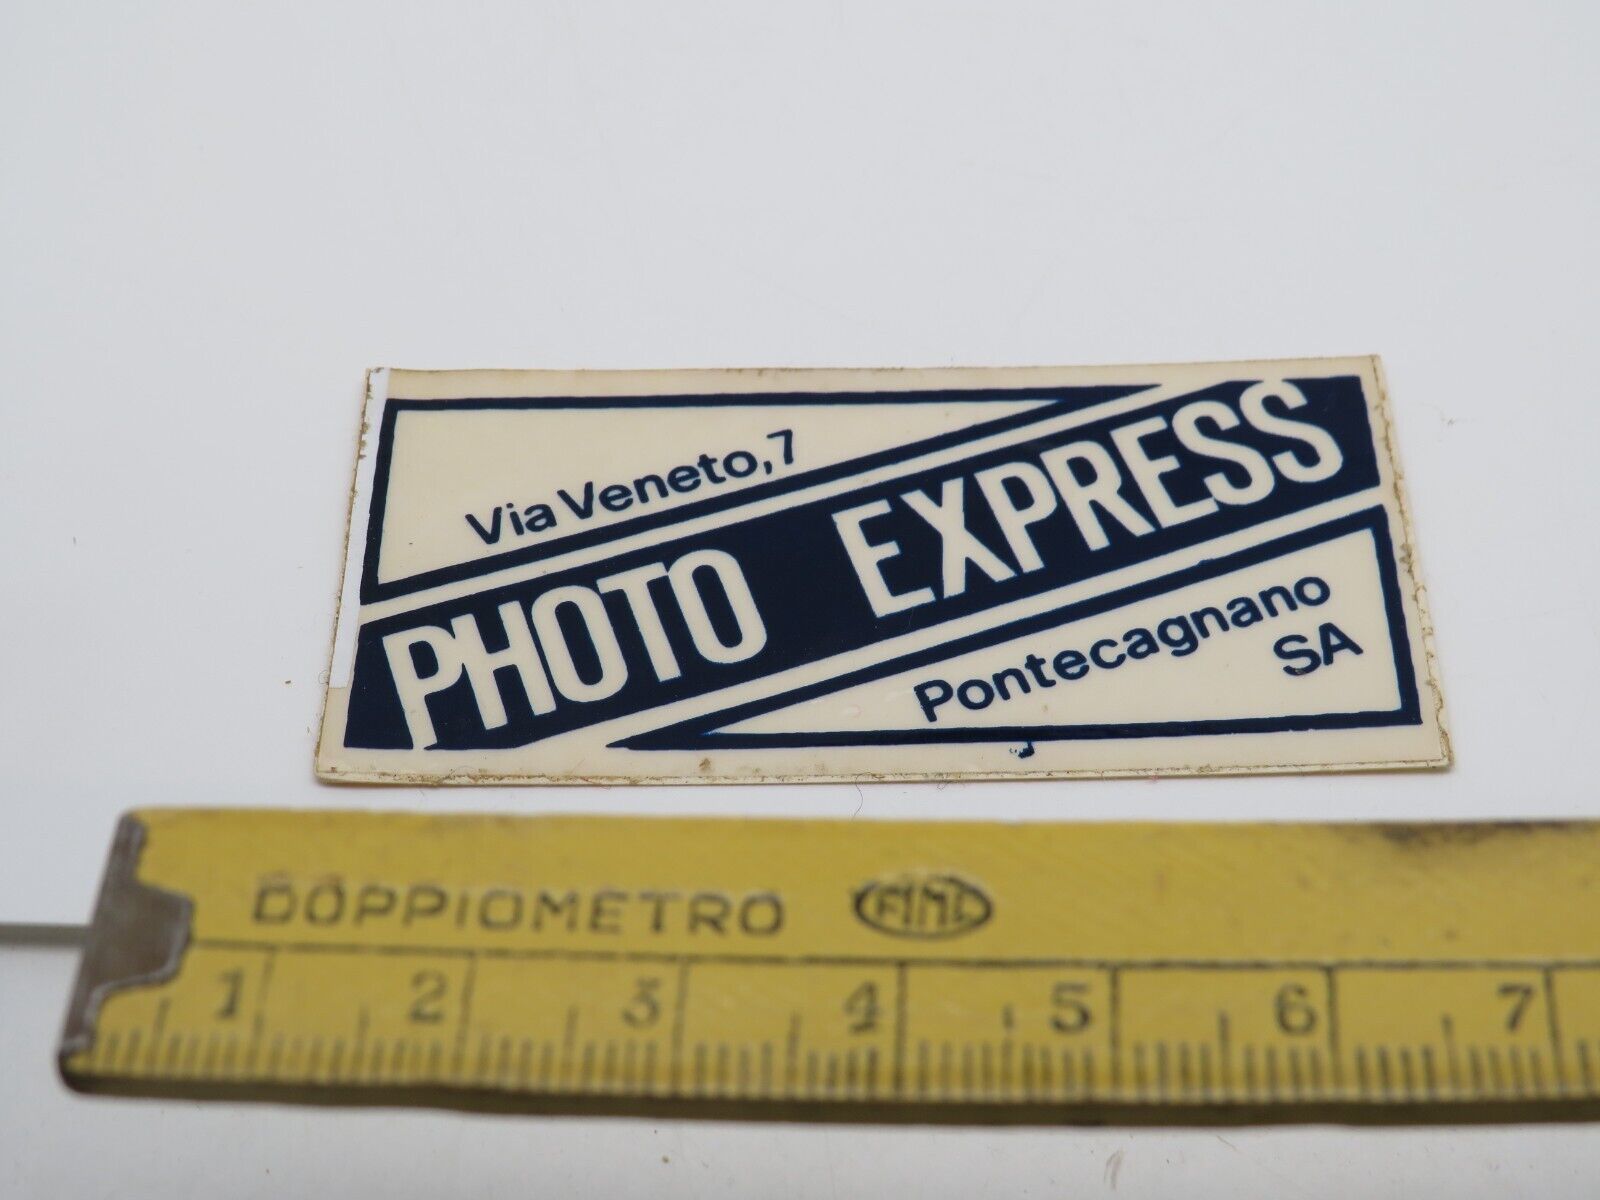 Via Veneto, 7
PHOTO EXPRESS
Pontecagnano
SA
DOPPIOMETRO
1 2 3 4 5 6 7